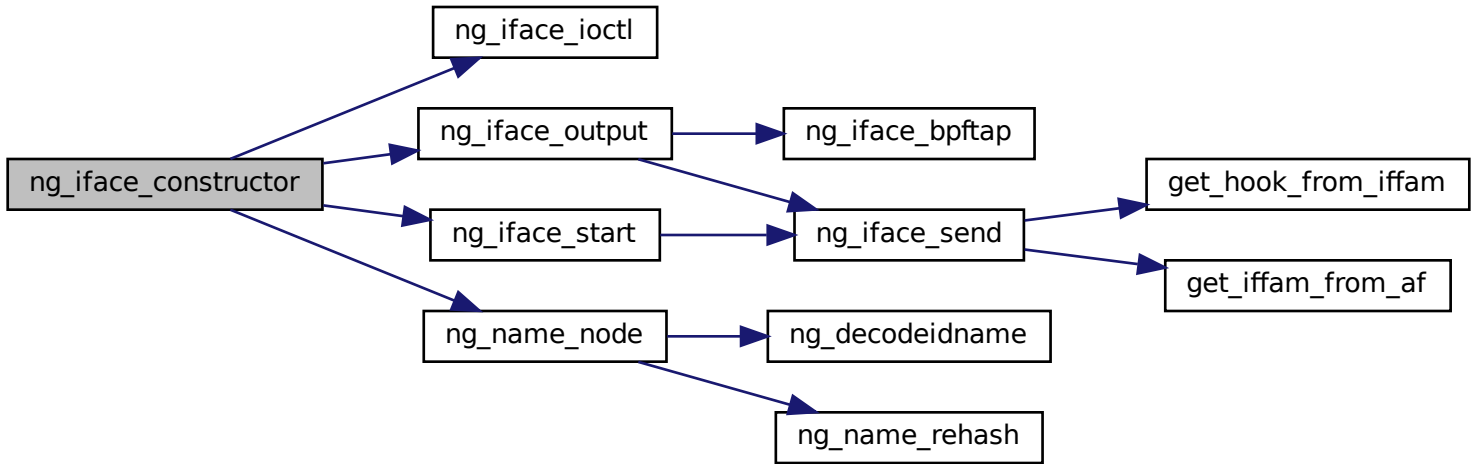 ng_iface_ioctl
ng_iface_output
ng_iface_bpftap
ng_iface_constructor
get_hook_from_iffam
ng_iface_start
ng_iface_send
get_iffam_from_af
ng_name_node
ng_decodeidname
ng_name_rehash